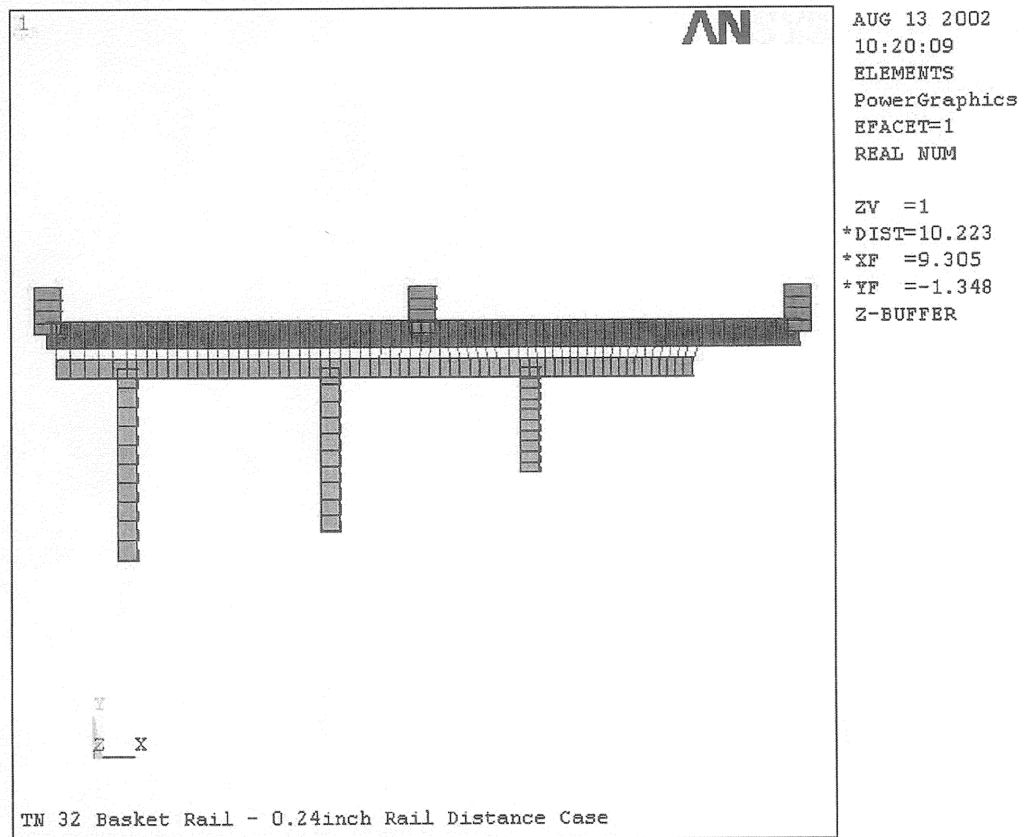 1
AN
AUG 13 2002
10:20:09
ELEMENTS
PowerGraphics
EFACET=1
REAL NUM
ZV =1
*DIST=10.223
*XF =9.305
*YF =-1.348
Z-BUFFER
Y
Z X
TN 32 Basket Rail - 0.24inch Rail Distance Case